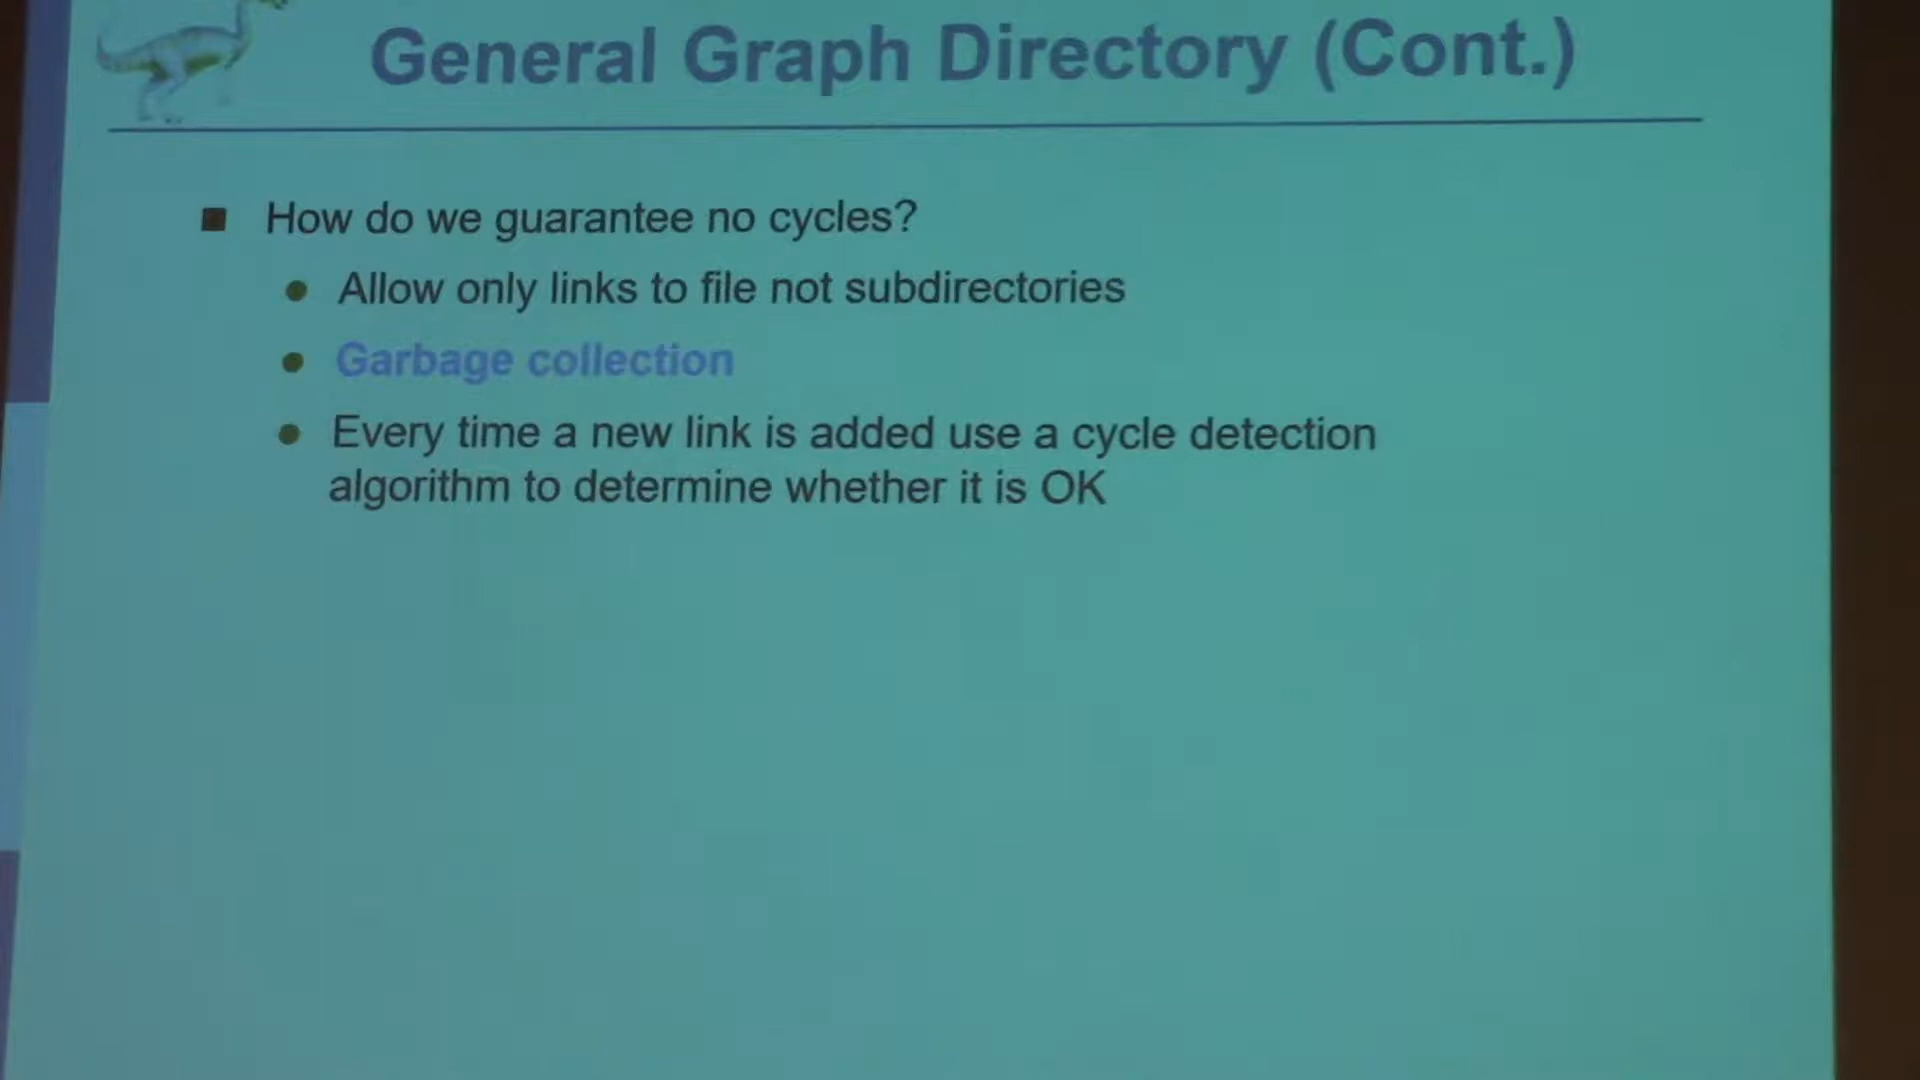 General Graph Directory (Cont.)
How do we guarantee no cycles?
Allow only links to file not subdirectories
Garbage collection
Every time a new link is added use a cycle detection
algorithm to determine whether it is OK